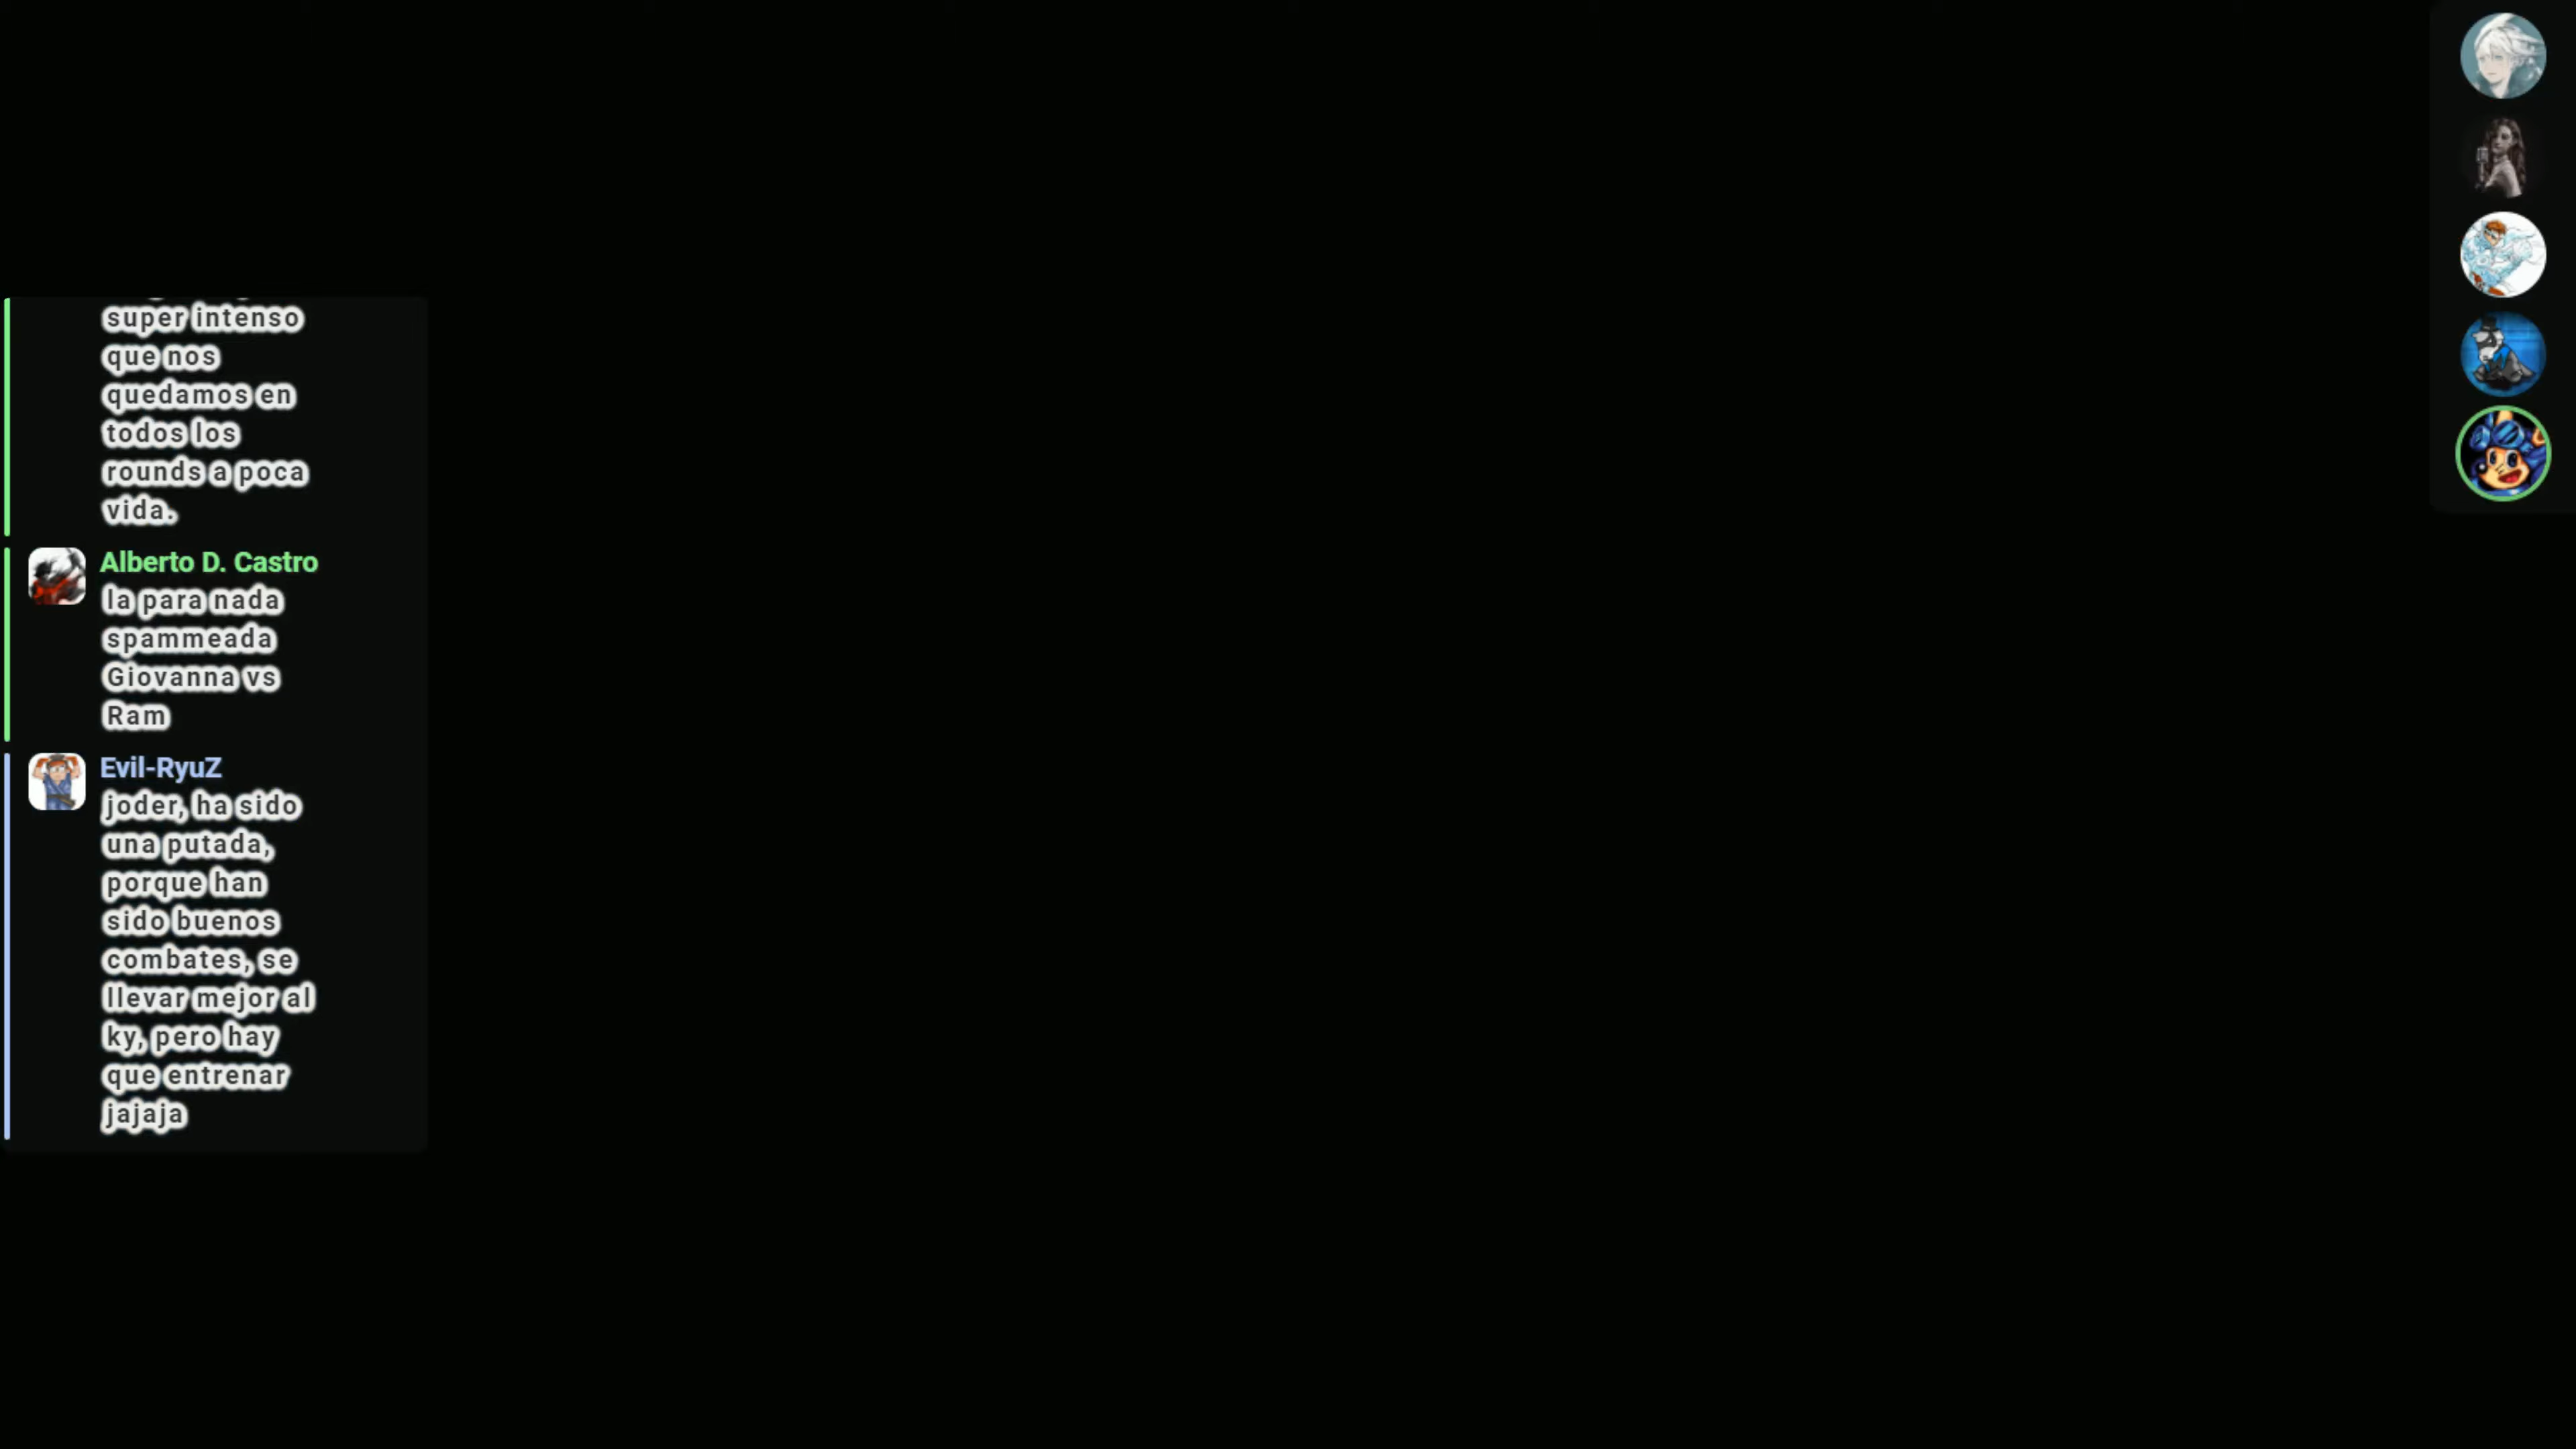 super intenso
que nos
quedamos en
todos los
rounds a poca
vida.
Alberto D. Castro
la para nada
spammeada
Giovanna vs
Ram
Evil-RyuZ
joder, ha sido
una putada,
porque han
sido buenos
combates, se
llevar mejor al
ky, pero hay
que entrenar
jajaja